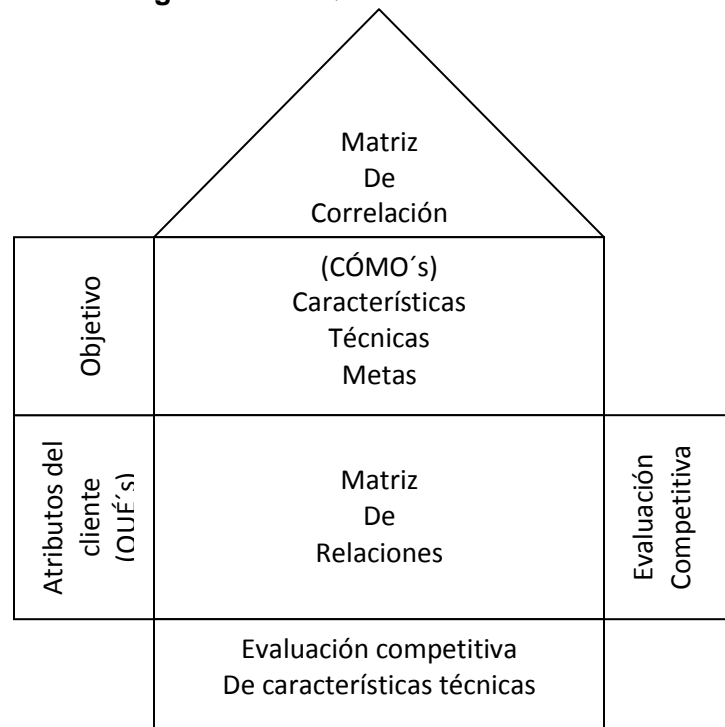 Matriz
De
Correlación
Objetivo
(CÓMO´s)
Características
Técnicas
Metas
Atributos del
cliente
(QUÉ´s)
Matriz
De
Relaciones
Evaluación
Competitiva
Evaluación competitiva
De características técnicas